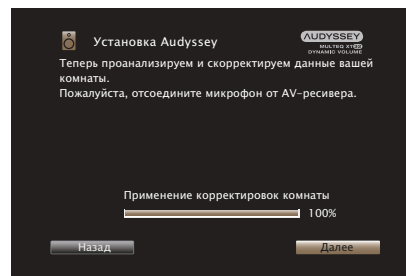 Установка Audyssey
AUDYSSEY
MULTEQ XT32
DYNAMIC VOLUME
Теперь проанализируем и скорректируем данные вашей
комнаты.
Пожалуйста, отсоедините микрофон от AV-ресивера.
Применение корректировок комнаты
100%
Назад
Далее